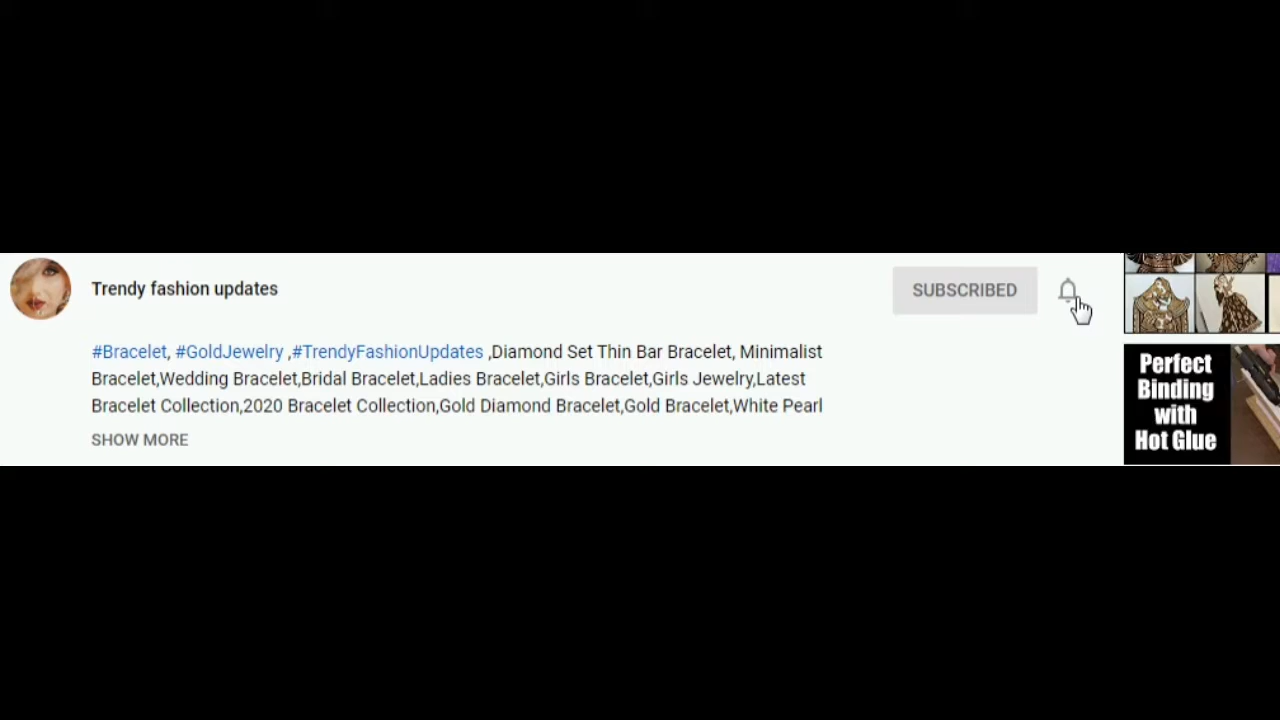 Trendy fashion updates
SUBSCRIBED
#Bracelet, #GoldJewelry ,#TrendyFashionUpdates ,Diamond Set Thin Bar Bracelet, Minimalist
Bracelet,Wedding Bracelet,Bridal Bracelet,Ladies Bracelet,Girls Bracelet,Girls Jewelry,Latest
Bracelet Collection,2020 Bracelet Collection,Gold Diamond Bracelet,Gold Bracelet,White Pearl
SHOW MORE
Perfect
Binding
with
Hot Glue